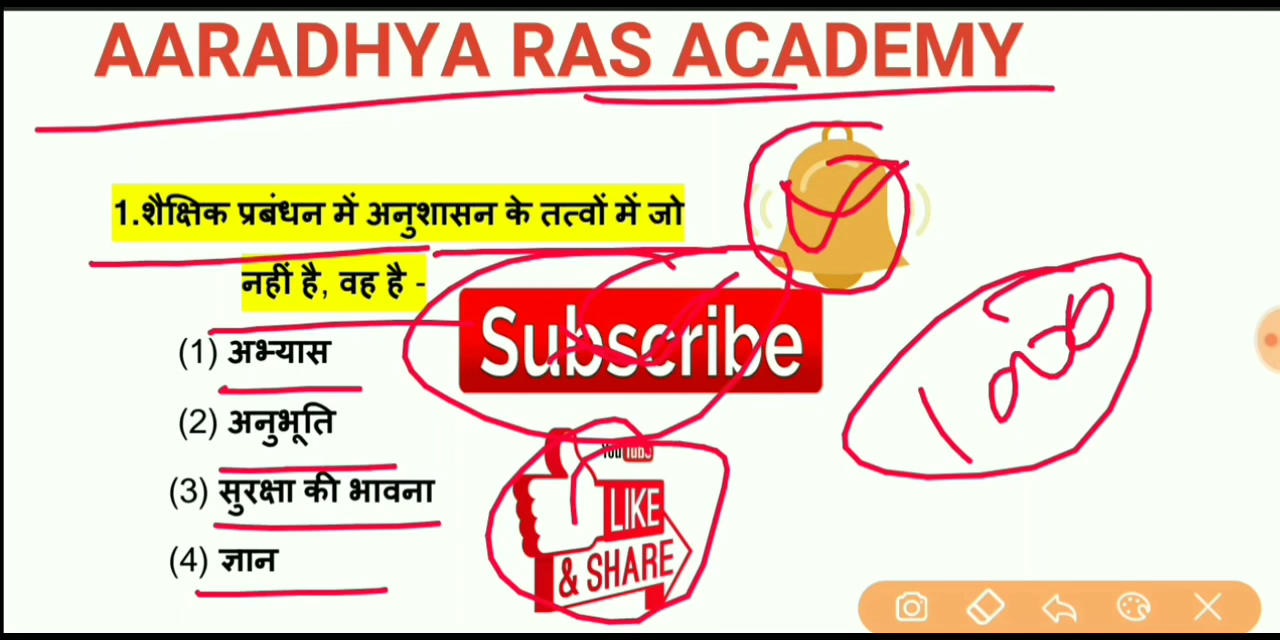 AARADHYA RAS ACADEMY
1.शैक्षिक प्रबंधन में अनुशासन के तत्वों में जो
नहीं है, वह है -
(1) अभ्यास
Subscribe
(2) अनुभूति
YouTube
(3) सुरक्षा की भावना
LIKE
(4) ज्ञान
& SHARE